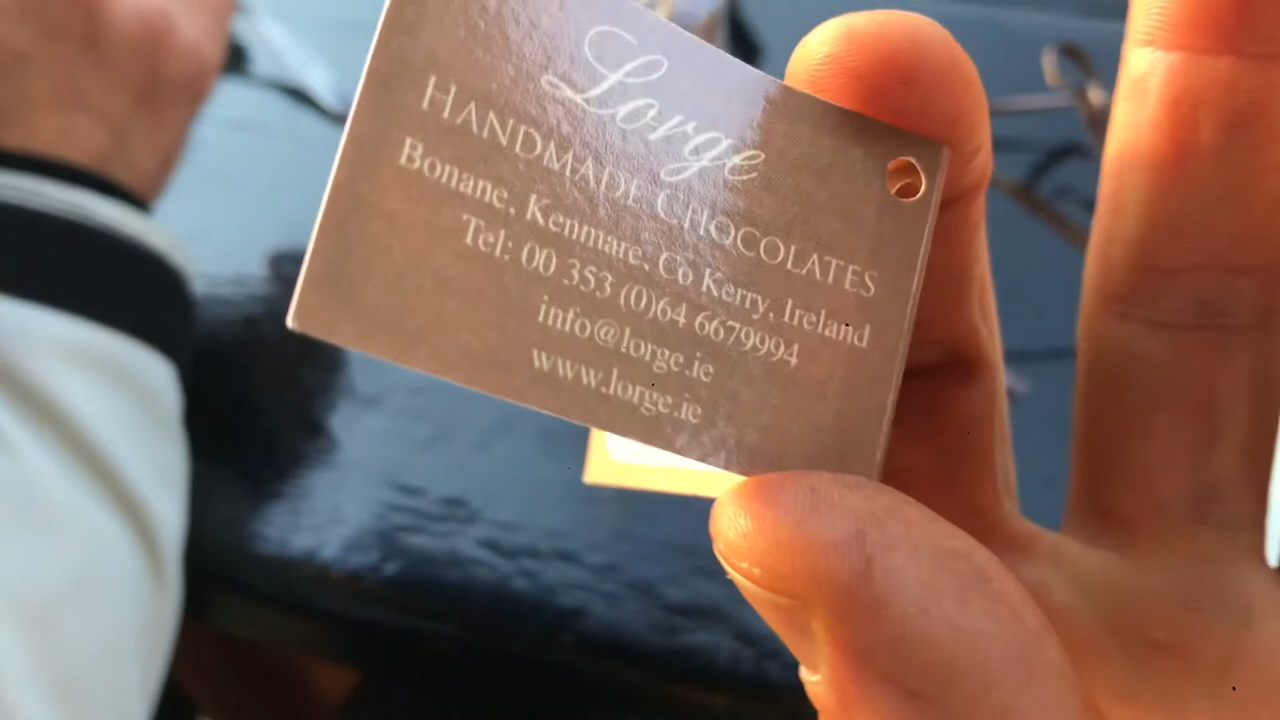 Lorge
HANDMADE CHOCOLATES
Bonane, Kenmare, Co Kerry, Ireland
Tel: 00 353 (0)64 6679994
info@lorge.ie
www.lorge.ie